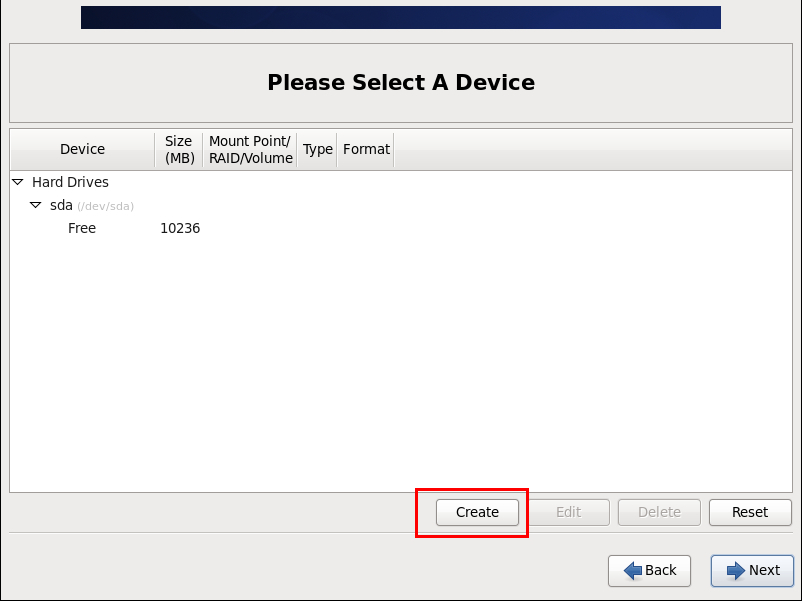 Please Select A Device
Device Size (MB) Mount Point/ RAID/Volume Type Format
Hard Drives
sda (/dev/sda)
Free 10236
Create Edit Delete Reset
Back Next